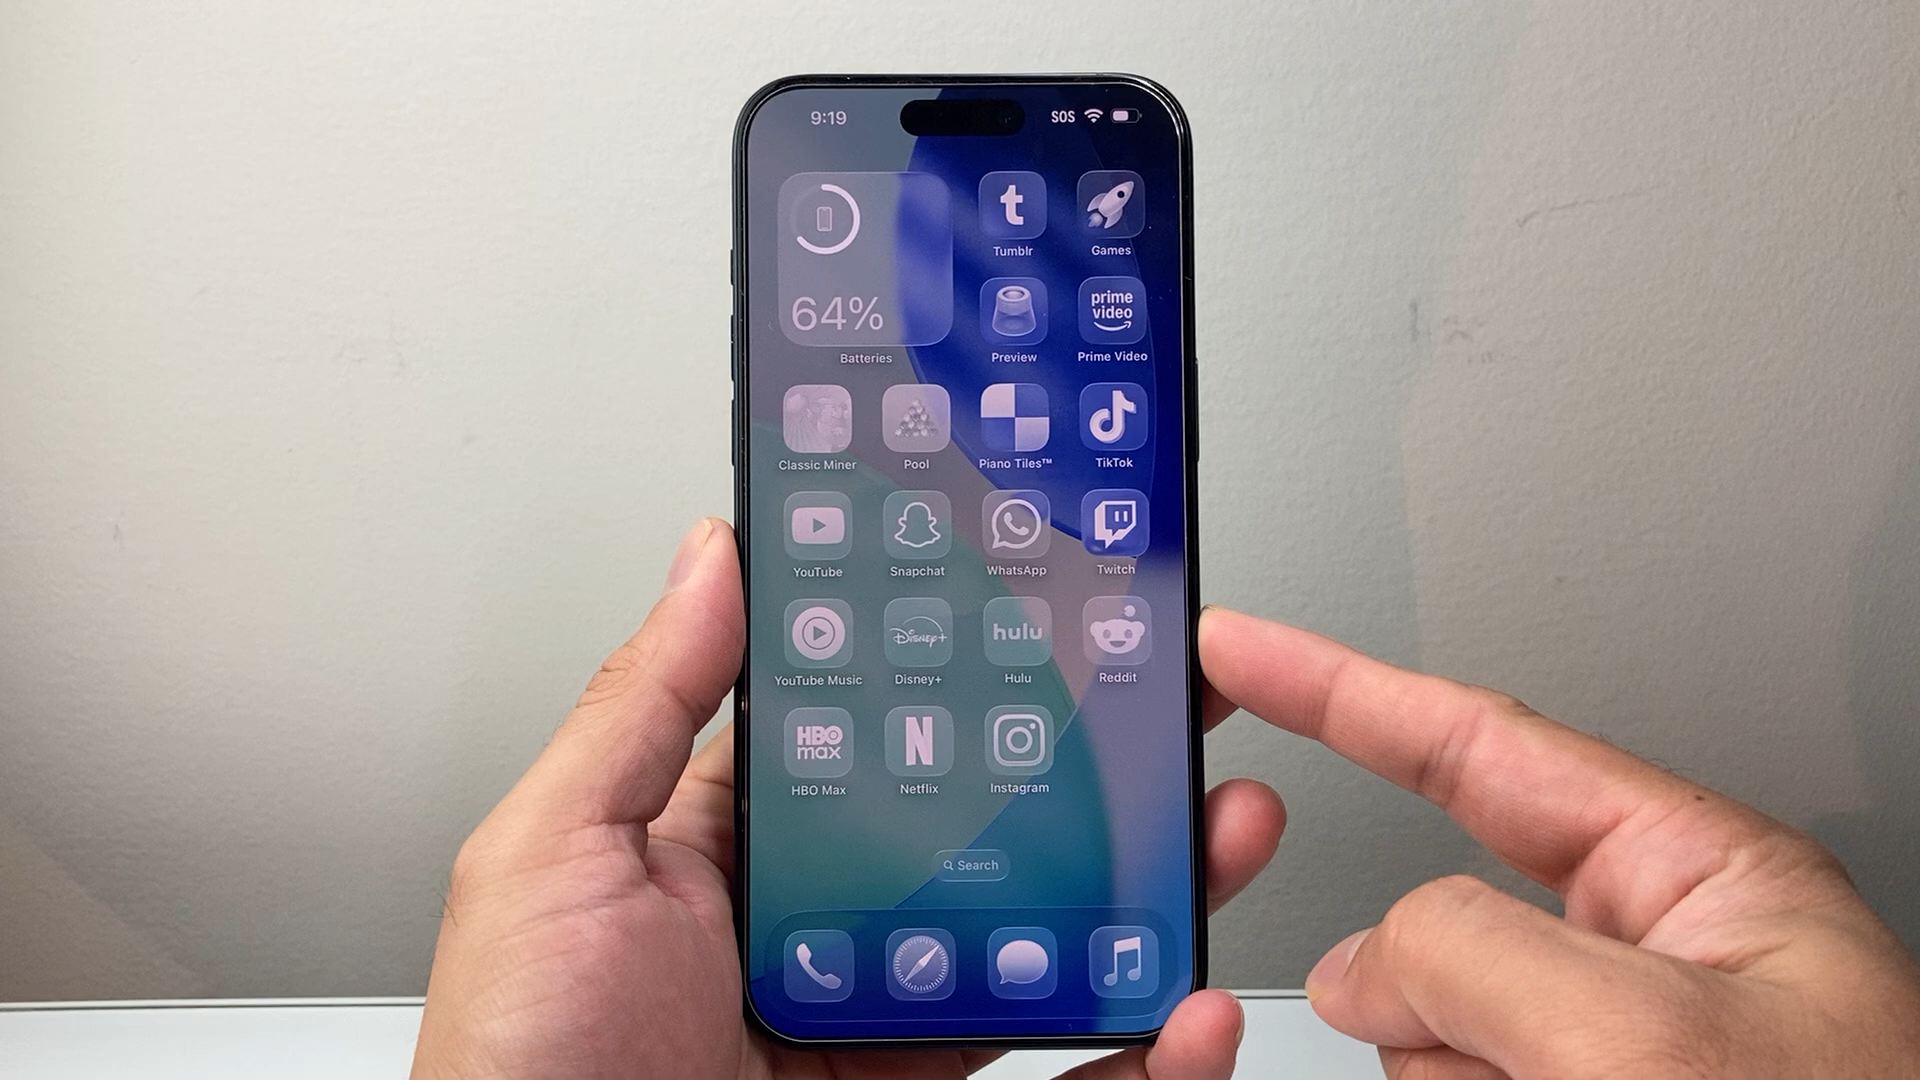 9:19 SOS
t
64%
Batteries
Tumblr Games
prime
video
Preview Prime Video
Classic Miner Pool Piano Tiles™ TikTok
YouTube Snapchat WhatsApp Twitch
Disney+ hulu
YouTube Music Disney+ Hulu Reddit
HBO
max N
HBO Max Netflix Instagram
Search